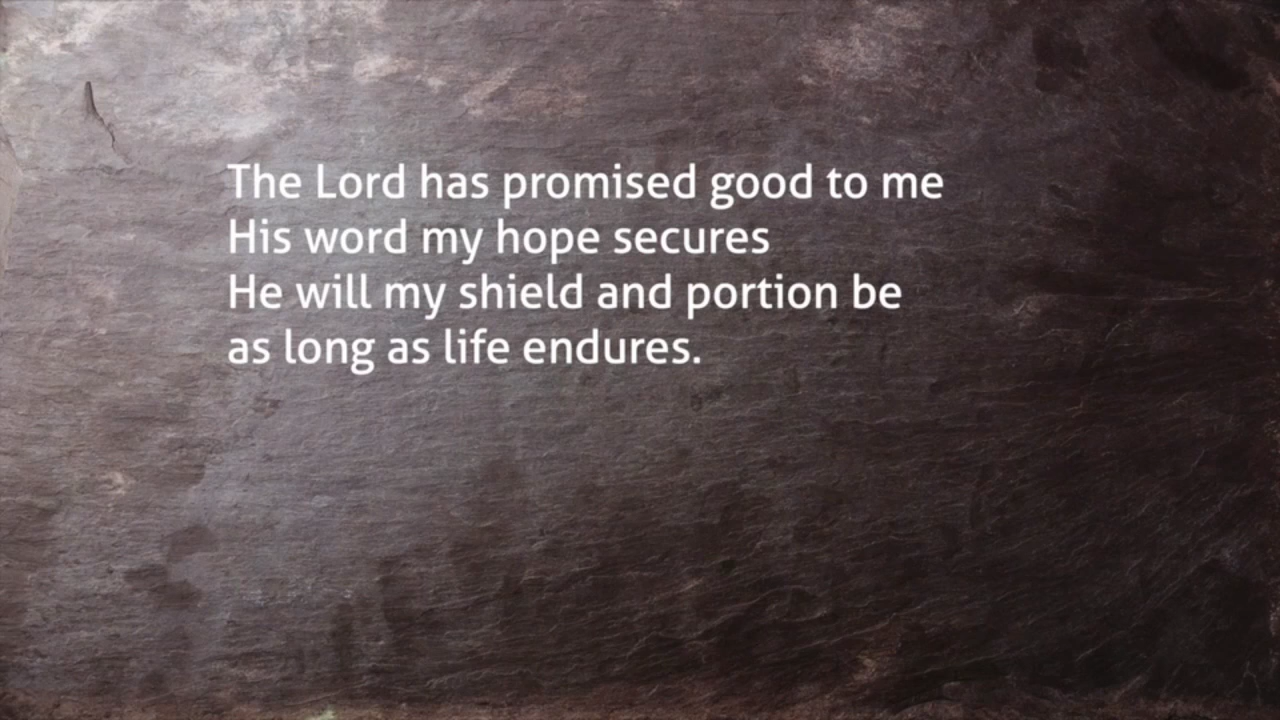 The Lord has promised good to me
His word my hope secures
He will my shield and portion be
as long as life endures.